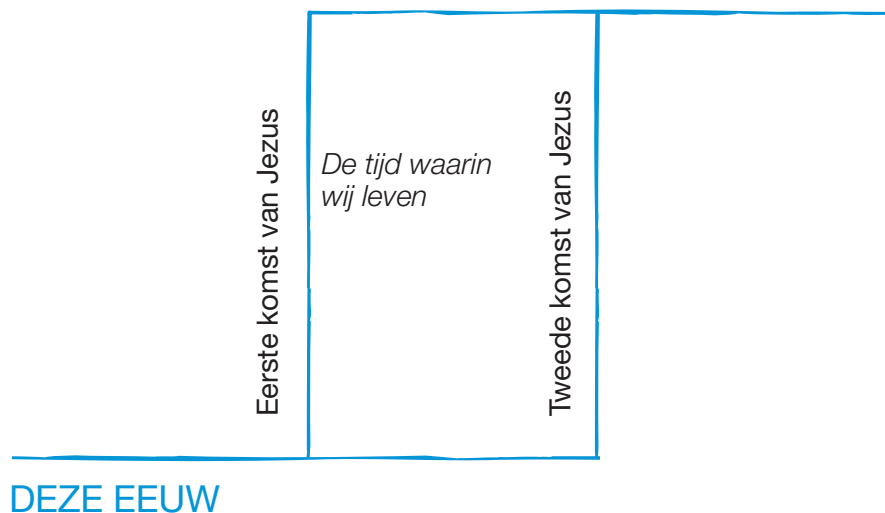 Eerste komst van Jezus
De tijd waarin
wij leven
Tweede komst van Jezus
DEZE EEUW